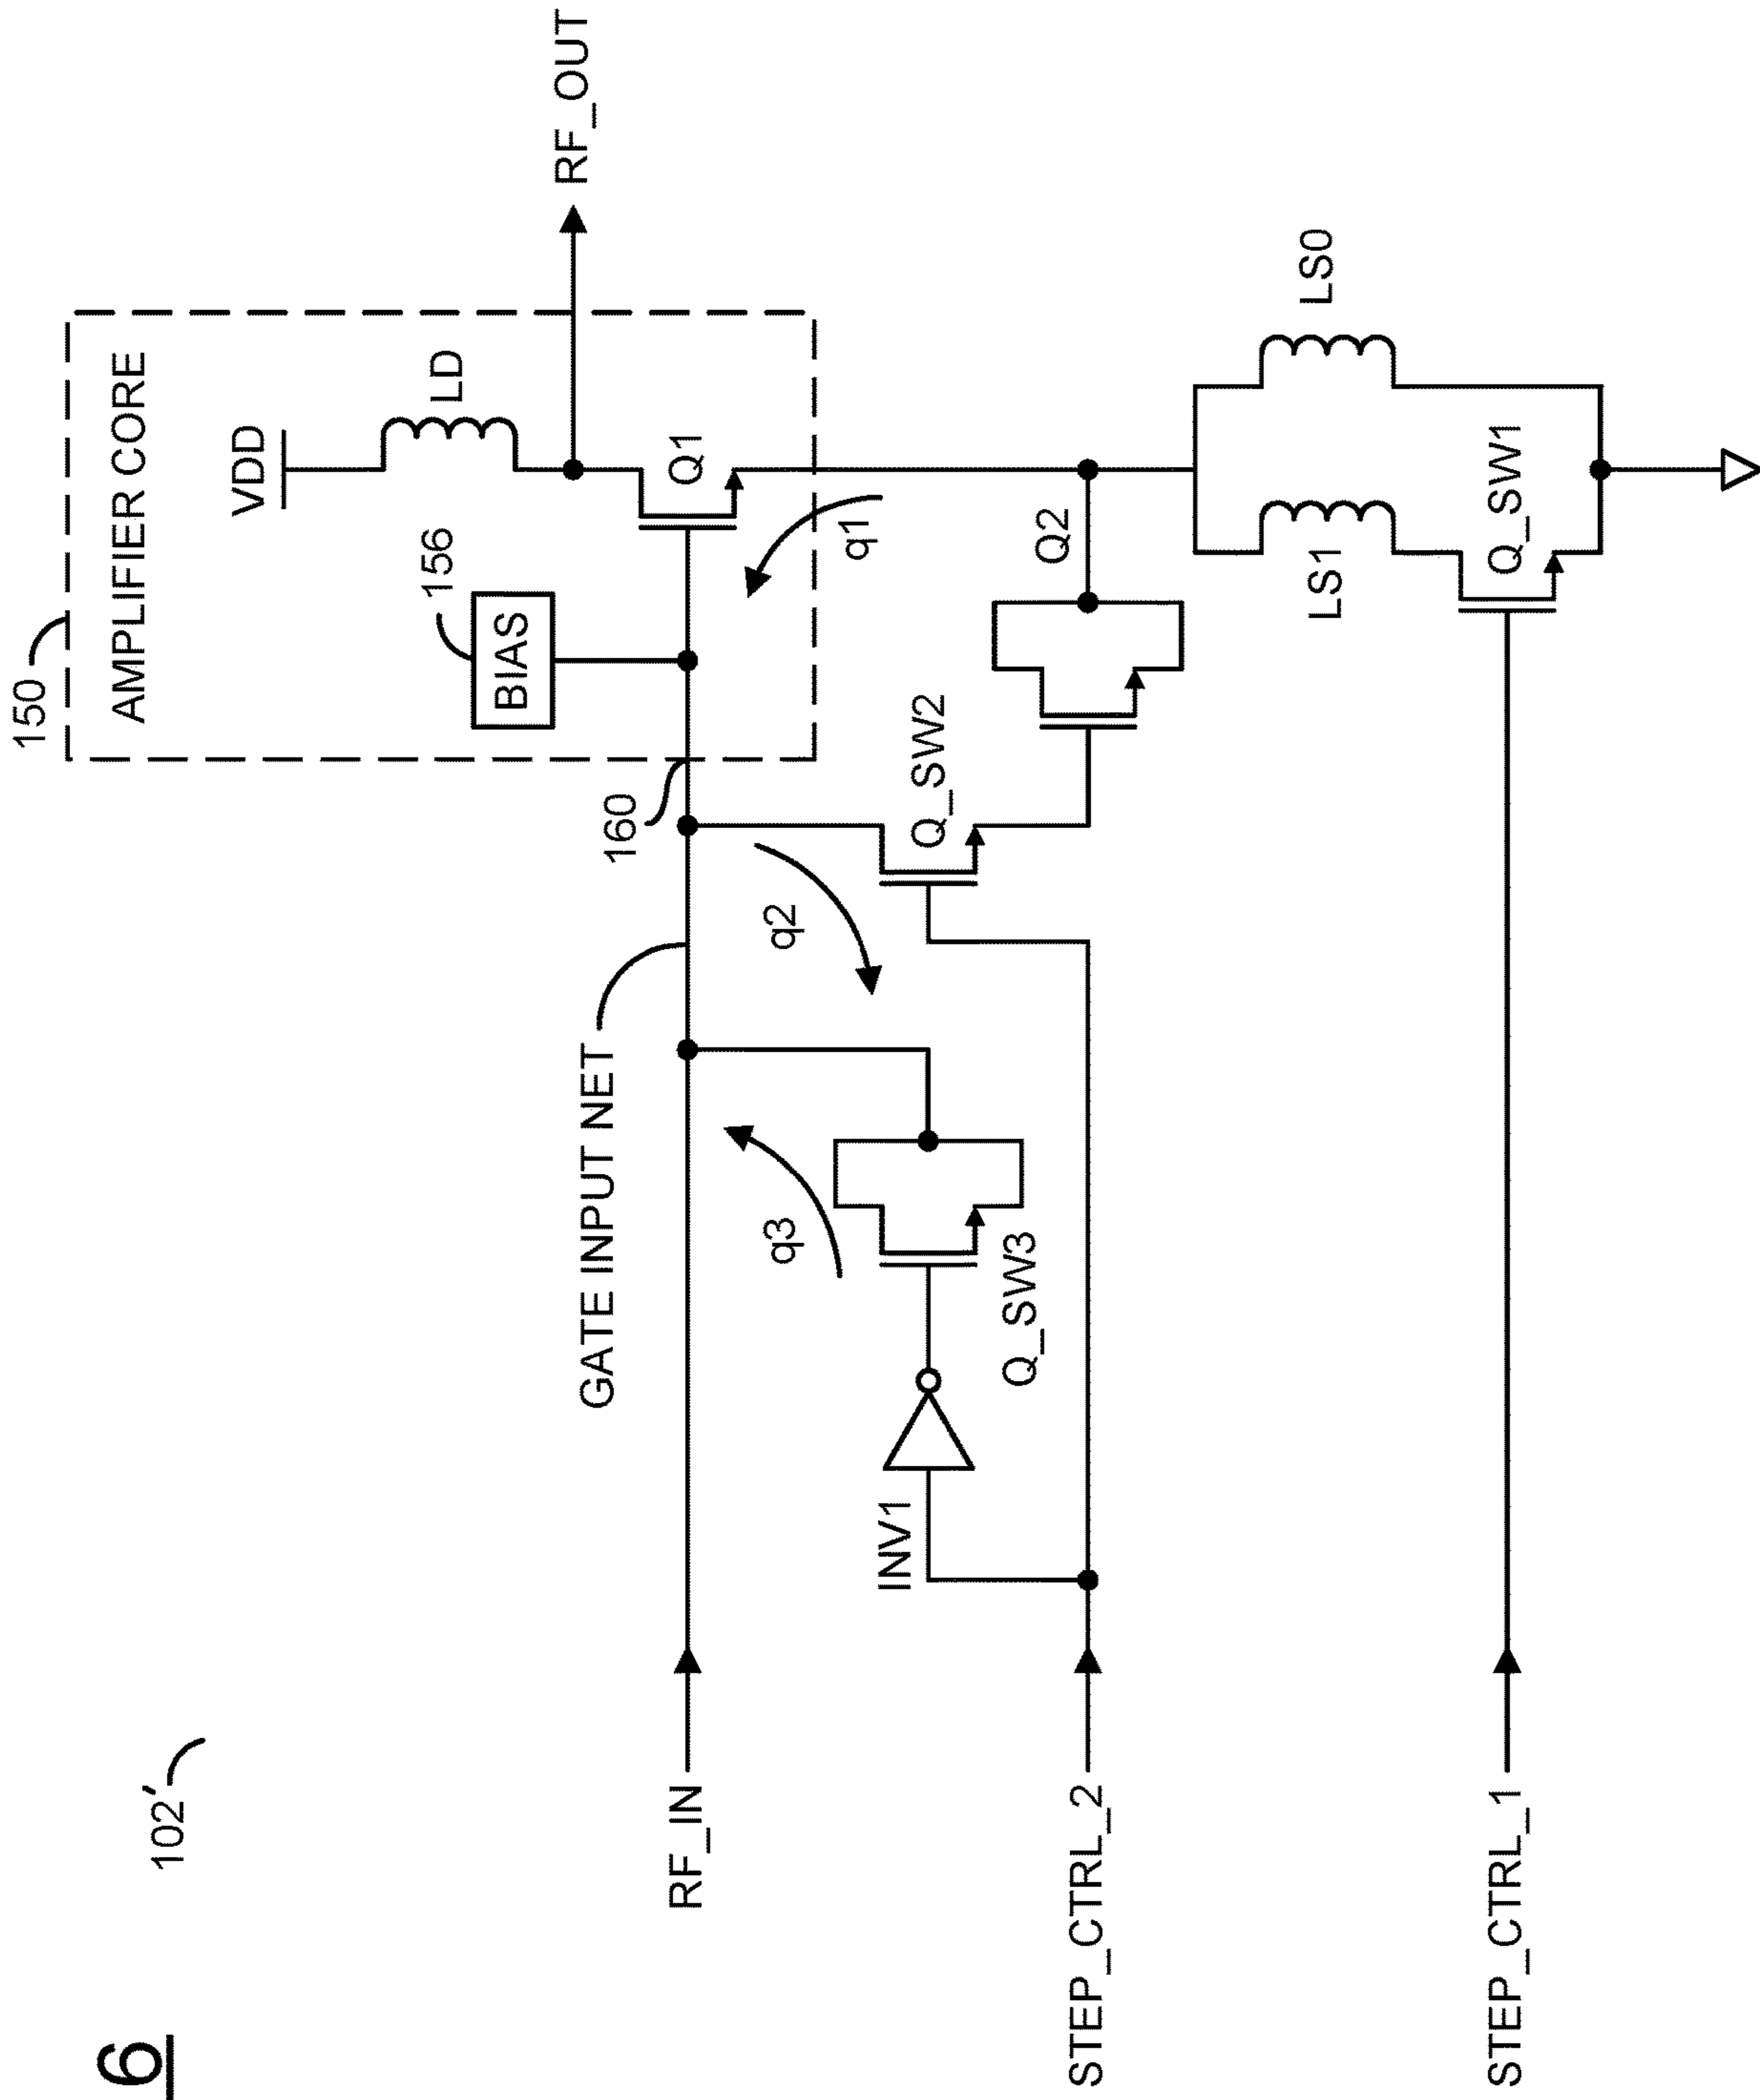 6
102'
150
AMPLIFIER CORE
VDD
LD
156
BIAS
RF_OUT
Q1
160
q1
GATE INPUT NET
RF_IN
q2
q3
Q_SW2
Q2
INV1
Q_SW3
STEP_CTRL_2
LS0
LS1
Q_SW1
STEP_CTRL_1